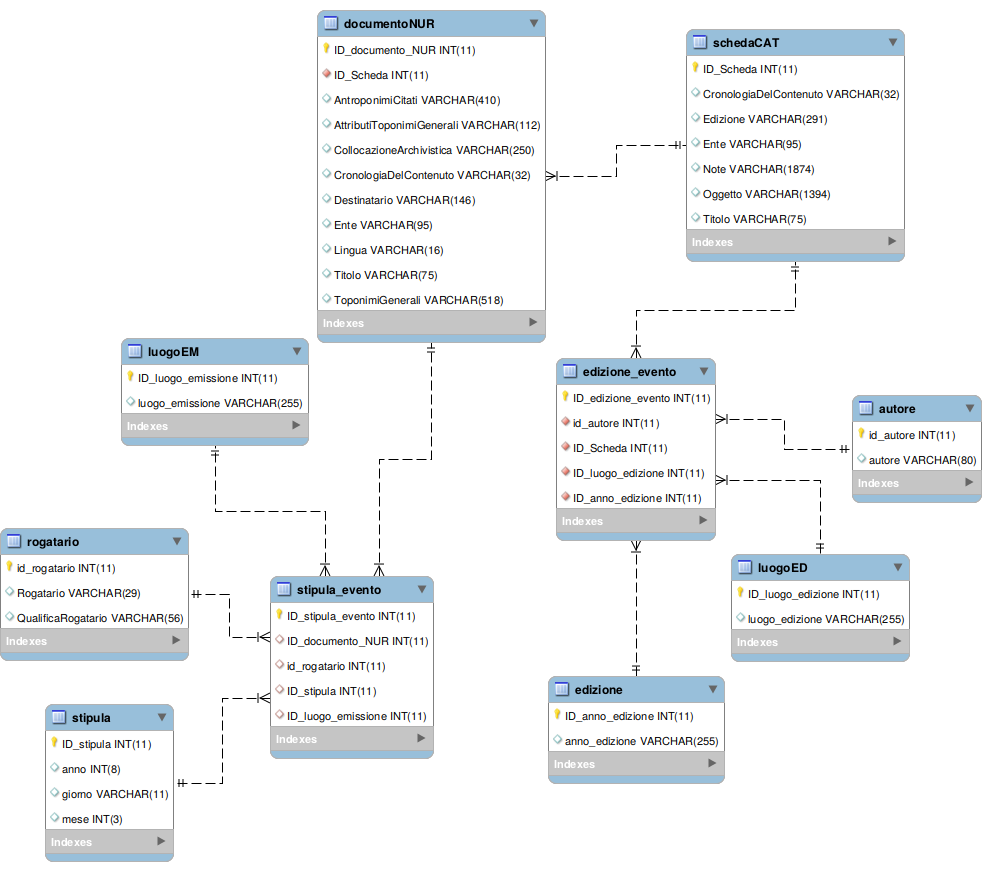 documentoNUR
ID_documento_NUR INT(11)
ID_Scheda INT(11)
AntroponimiCitati VARCHAR(410)
AttributiToponimiGenerali VARCHAR(112)
CollocazioneArchivistica VARCHAR(250)
CronologiaDelContenuto VARCHAR(32)
Destinatario VARCHAR(146)
Ente VARCHAR(95)
Lingua VARCHAR(16)
Titolo VARCHAR(75)
ToponimiGenerali VARCHAR(518)
Indexes
schedaCAT
ID_Scheda INT(11)
CronologiaDelContenuto VARCHAR(32)
Edizione VARCHAR(291)
Ente VARCHAR(95)
Note VARCHAR(1874)
Oggetto VARCHAR(1394)
Titolo VARCHAR(75)
Indexes
luogoEM
ID_luogo_emissione INT(11)
luogo_emissione VARCHAR(255)
Indexes
edizione_evento
ID_edizione_evento INT(11)
id_autore INT(11)
ID_Scheda INT(11)
ID_luogo_edizione INT(11)
ID_anno_edizione INT(11)
Indexes
autore
id_autore INT(11)
autore VARCHAR(80)
Indexes
rogatario
id_rogatario INT(11)
Rogatario VARCHAR(29)
QualificaRogatario VARCHAR(56)
Indexes
stipula_evento
ID_stipula_evento INT(11)
ID_documento_NUR INT(11)
id_rogatario INT(11)
ID_stipula INT(11)
ID_luogo_emissione INT(11)
Indexes
luogoED
ID_luogo_edizione INT(11)
luogo_edizione VARCHAR(255)
Indexes
stipula
ID_stipula INT(11)
anno INT(8)
giorno VARCHAR(11)
mese INT(3)
Indexes
edizione
ID_anno_edizione INT(11)
anno_edizione VARCHAR(255)
Indexes